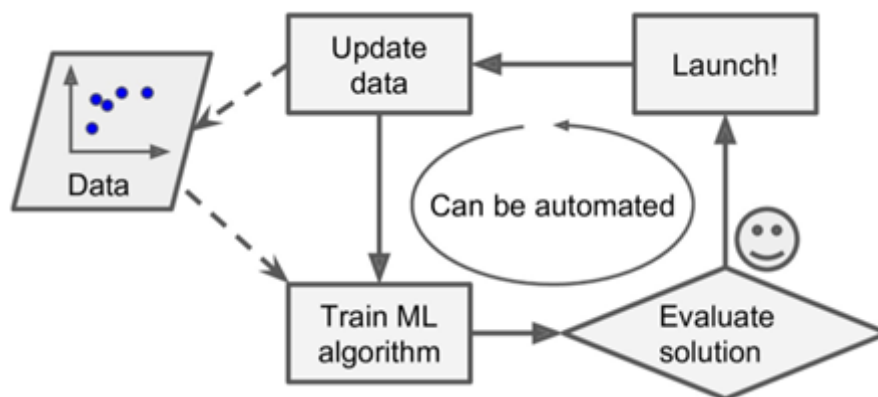 Update
data
Launch!
Data
Can be automated
Train ML
algorithm
Evaluate
solution